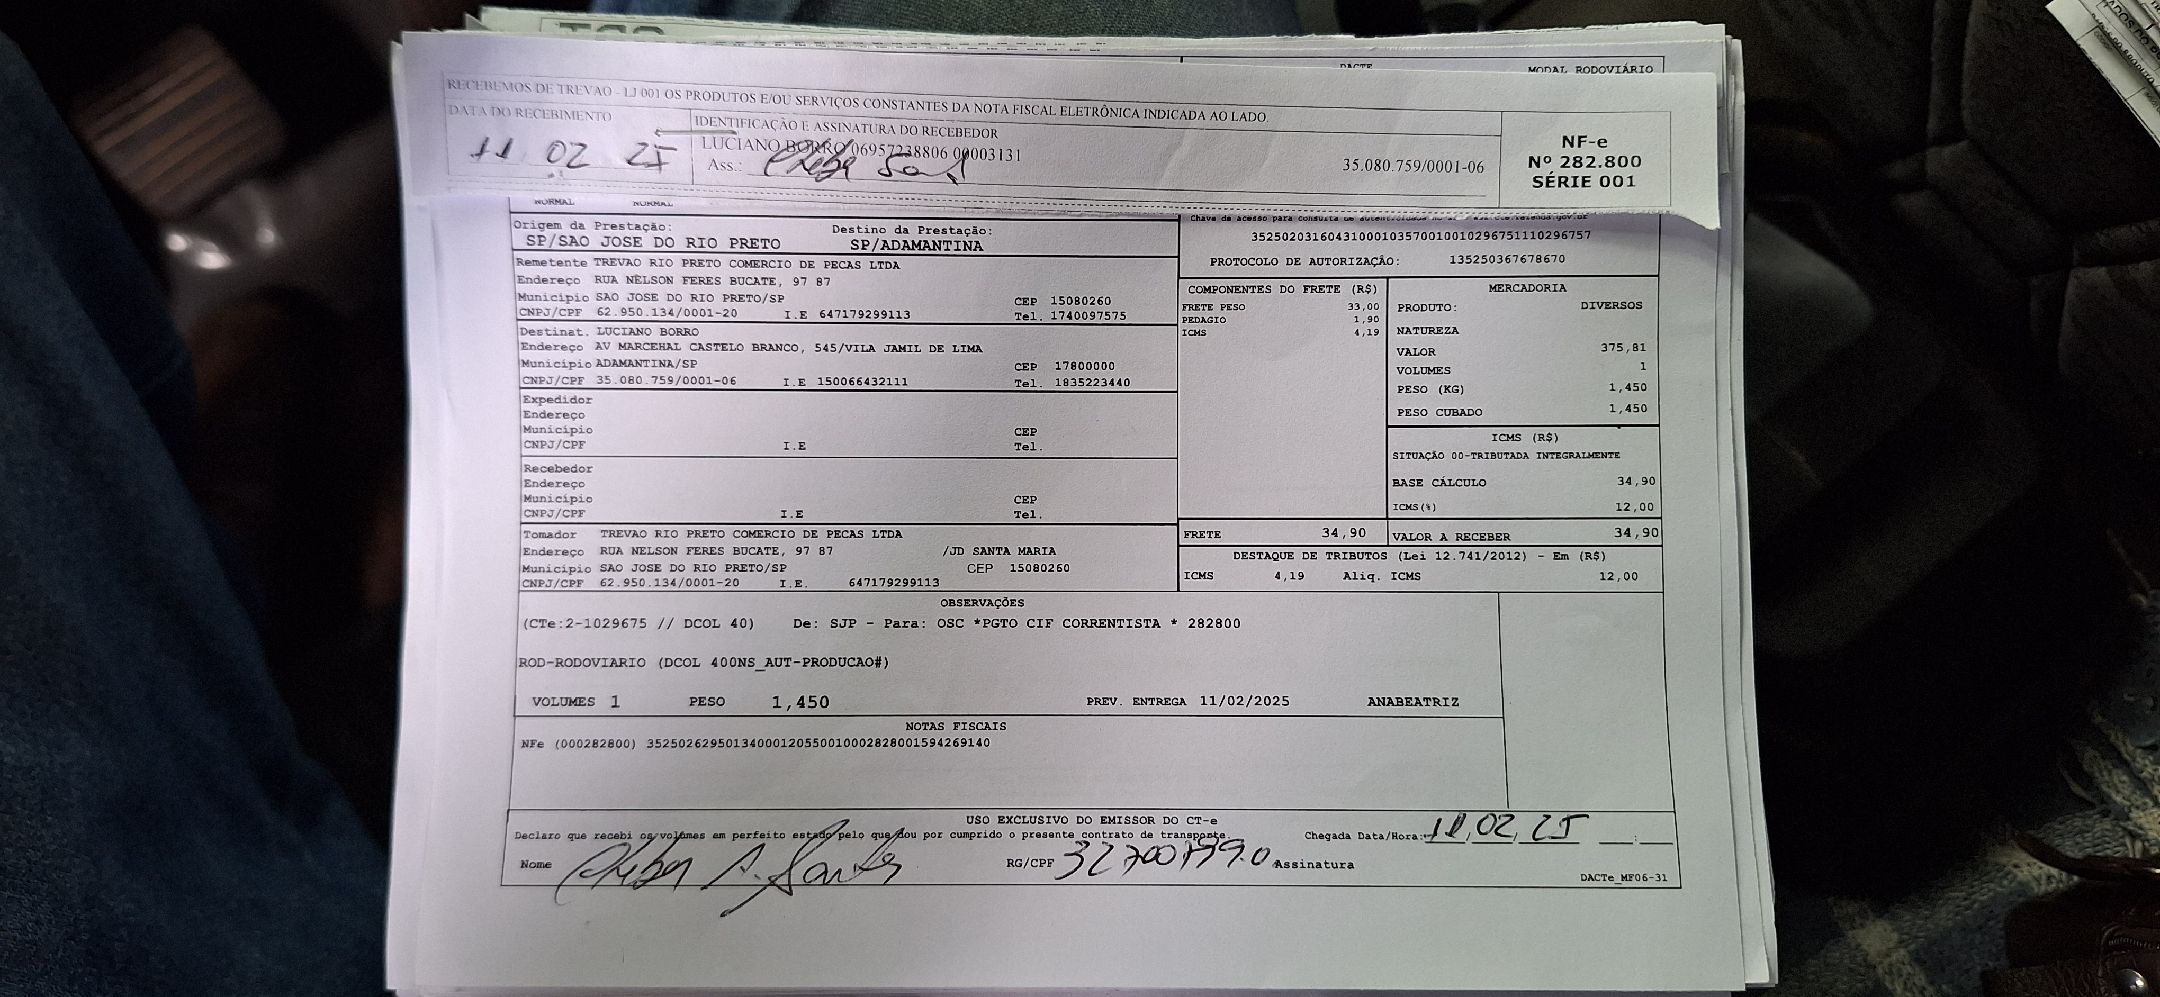 DACTE MODAL RODOVIÁRIO
RECEBEMOS DE TREVAO - LJ 001 OS PRODUTOS E/OU SERVIÇOS CONSTANTES DA NOTA FISCAL ELETRÔNICA INDICADA AO LADO.
DATA DO RECEBIMENTO
11 02 25
IDENTIFICAÇÃO E ASSINATURA DO RECEBEDOR
LUCIANO BORRO 06957238806 00003131
Ass.:
35.080.759/0001-06
NF-e
Nº 282.800
SÉRIE 001
NORMAL NORMAL
Origem da Prestação: Destino da Prestação:
SP/SAO JOSE DO RIO PRETO SP/ADAMANTINA
Remetente TREVAO RIO PRETO COMERCIO DE PECAS LTDA
Endereço RUA NELSON FERES BUCATE, 97 87
Município SAO JOSE DO RIO PRETO/SP CEP 15080260
CNPJ/CPF 62.950.134/0001-20 I.E 647179299113 Tel. 1740097575
Destinat. LUCIANO BORRO
Endereço AV MARCEHAL CASTELO BRANCO, 545/VILA JAMIL DE LIMA
Município ADAMANTINA/SP CEP 17800000
CNPJ/CPF 35.080.759/0001-06 I.E 150066432111 Tel. 1835223440
Expedidor
Endereço
Município CEP
CNPJ/CPF I.E Tel.
Recebedor
Endereço
Município CEP
CNPJ/CPF I.E Tel.
Tomador TREVAO RIO PRETO COMERCIO DE PECAS LTDA
Endereço RUA NELSON FERES BUCATE, 97 87 /JD SANTA MARIA
Município SAO JOSE DO RIO PRETO/SP CEP 15080260
CNPJ/CPF 62.950.134/0001-20 I.E. 647179299113
Chave de acesso para consulta de
35250203160431000103570010010296751110296757
PROTOCOLO DE AUTORIZAÇÃO: 135250367678670
COMPONENTES DO FRETE (R$)
FRETE PESO 33,00
PEDAGIO 1,90
ICMS 4,19
MERCADORIA
PRODUTO: DIVERSOS
NATUREZA
VALOR 375,81
VOLUMES 1
PESO (KG) 1,450
PESO CUBADO 1,450
ICMS (R$)
SITUAÇÃO 00-TRIBUTADA INTEGRALMENTE
BASE CÁLCULO 34,90
ICMS(%) 12,00
FRETE 34,90 VALOR A RECEBER 34,90
DESTAQUE DE TRIBUTOS (Lei 12.741/2012) - Em (R$)
ICMS 4,19 Aliq. ICMS 12,00
OBSERVAÇÕES
(CTe:2-1029675 // DCOL 40) De: SJP - Para: OSC *PGTO CIF CORRENTISTA * 282800
ROD-RODOVIARIO (DCOL 400NS_AUT-PRODUCAO#)
VOLUMES 1 PESO 1,450 PREV. ENTREGA 11/02/2025 ANABEATRIZ
NOTAS FISCAIS
NFe (000282800) 35250262950134000120550010002828001594269140
USO EXCLUSIVO DO EMISSOR DO CT-e
Declaro que recebi os volumes em perfeito estado pelo que dou por cumprido o presente contrato de transporte. Chegada Data/Hora: 11 02 25
Nome RG/CPF Assinatura
DACTe_MF06-31